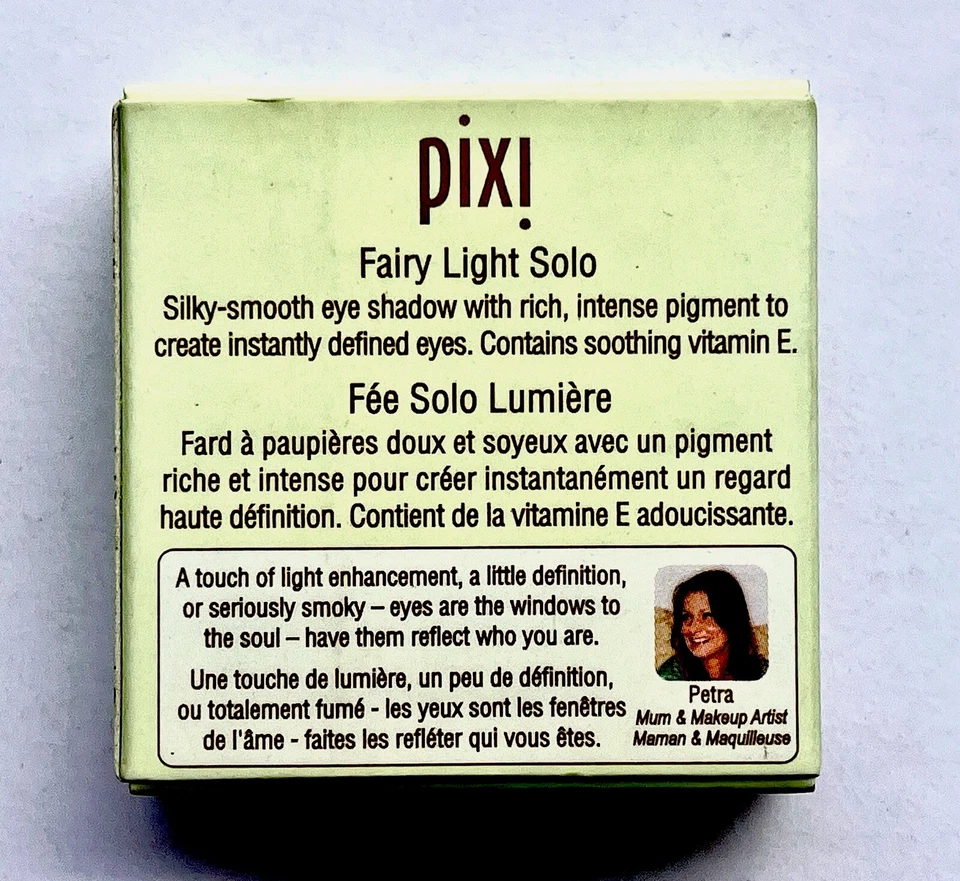 pixi
Fairy Light Solo
Silky-smooth eye shadow with rich, intense pigment to
create instantly defined eyes. Contains soothing vitamin E.
Fée Solo Lumière
Fard à paupières doux et soyeux avec un pigment
riche et intense pour créer instantanément un regard
haute définition. Contient de la vitamine E adoucissante.
A touch of light enhancement, a little definition,
or seriously smoky – eyes are the windows to
the soul – have them reflect who you are.
Une touche de lumière, un peu de définition,
ou totalement fumé - les yeux sont les fenêtres
de l'âme - faites les refléter qui vous êtes.
Petra
Mum & Makeup Artist
Maman & Maquilleuse